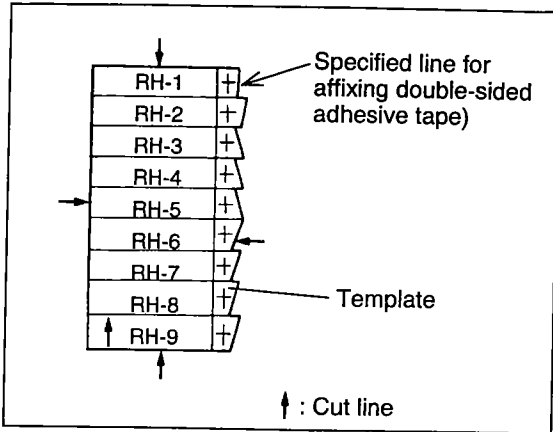 RH-1
RH-2
RH-3
RH-4
RH-5
RH-6
RH-7
RH-8
RH-9
Specified line for
affixing double-sided
adhesive tape)
Template
: Cut line